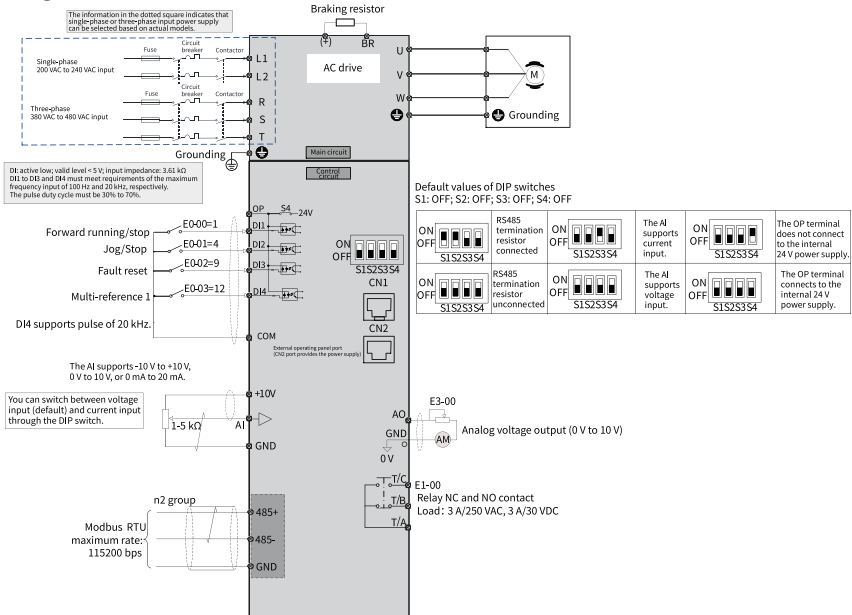 The information in the dotted square indicates that
single-phase or three-phase input power supply
can be selected based on actual models.
Braking resistor
(+)
BR
Fuse
Circuit
breaker
Contactor
Single-phase
200 VAC to 240 VAC input
L1
L2
Fuse
Circuit
breaker
Contactor
Three-phase
380 VAC to 480 VAC input
R
S
T
Grounding
AC drive
U
V
W
M
Grounding
Main circuit
Control
circuit
DI: active low; valid level < 5 V; input impedance: 3.61 kΩ
DI1 to DI3 and DI4 must meet requirements of the maximum
frequency input of 100 Hz and 20 kHz, respectively.
The pulse duty cycle must be 30% to 70%.
OP
S4
24V
Forward running/stop
E0-00=1
DI1
Jog/Stop
E0-01=4
DI2
Fault reset
E0-02=9
DI3
Multi-reference 1
E0-03=12
DI4
DI4 supports pulse of 20 kHz.
COM
ON
OFF
S1S2S3S4
CN1
CN2
External operating panel port
(CN2 port provides the power supply)
Default values of DIP switches
S1: OFF; S2: OFF; S3: OFF; S4: OFF
ON
OFF
S1S2S3S4
RS485
termination
resistor
connected
ON
OFF
S1S2S3S4
The AI
supports
current
input.
ON
OFF
S1S2S3S4
The OP terminal
does not connect
to the internal
24 V power supply.
ON
OFF
S1S2S3S4
RS485
termination
resistor
unconnected
ON
OFF
S1S2S3S4
The AI
supports
voltage
input.
ON
OFF
S1S2S3S4
The OP terminal
connects to the
internal 24 V
power supply.
The AI supports -10 V to +10 V,
0 V to 10 V, or 0 mA to 20 mA.
You can switch between voltage
input (default) and current input
through the DIP switch.
+10V
1-5 kΩ
AI
GND
AO
GND
0 V
E3-00
AM
Analog voltage output (0 V to 10 V)
T/C
T/B
T/A
E1-00
Relay NC and NO contact
Load: 3 A/250 VAC, 3 A/30 VDC
n2 group
Modbus RTU
maximum rate:
115200 bps
485+
485-
GND